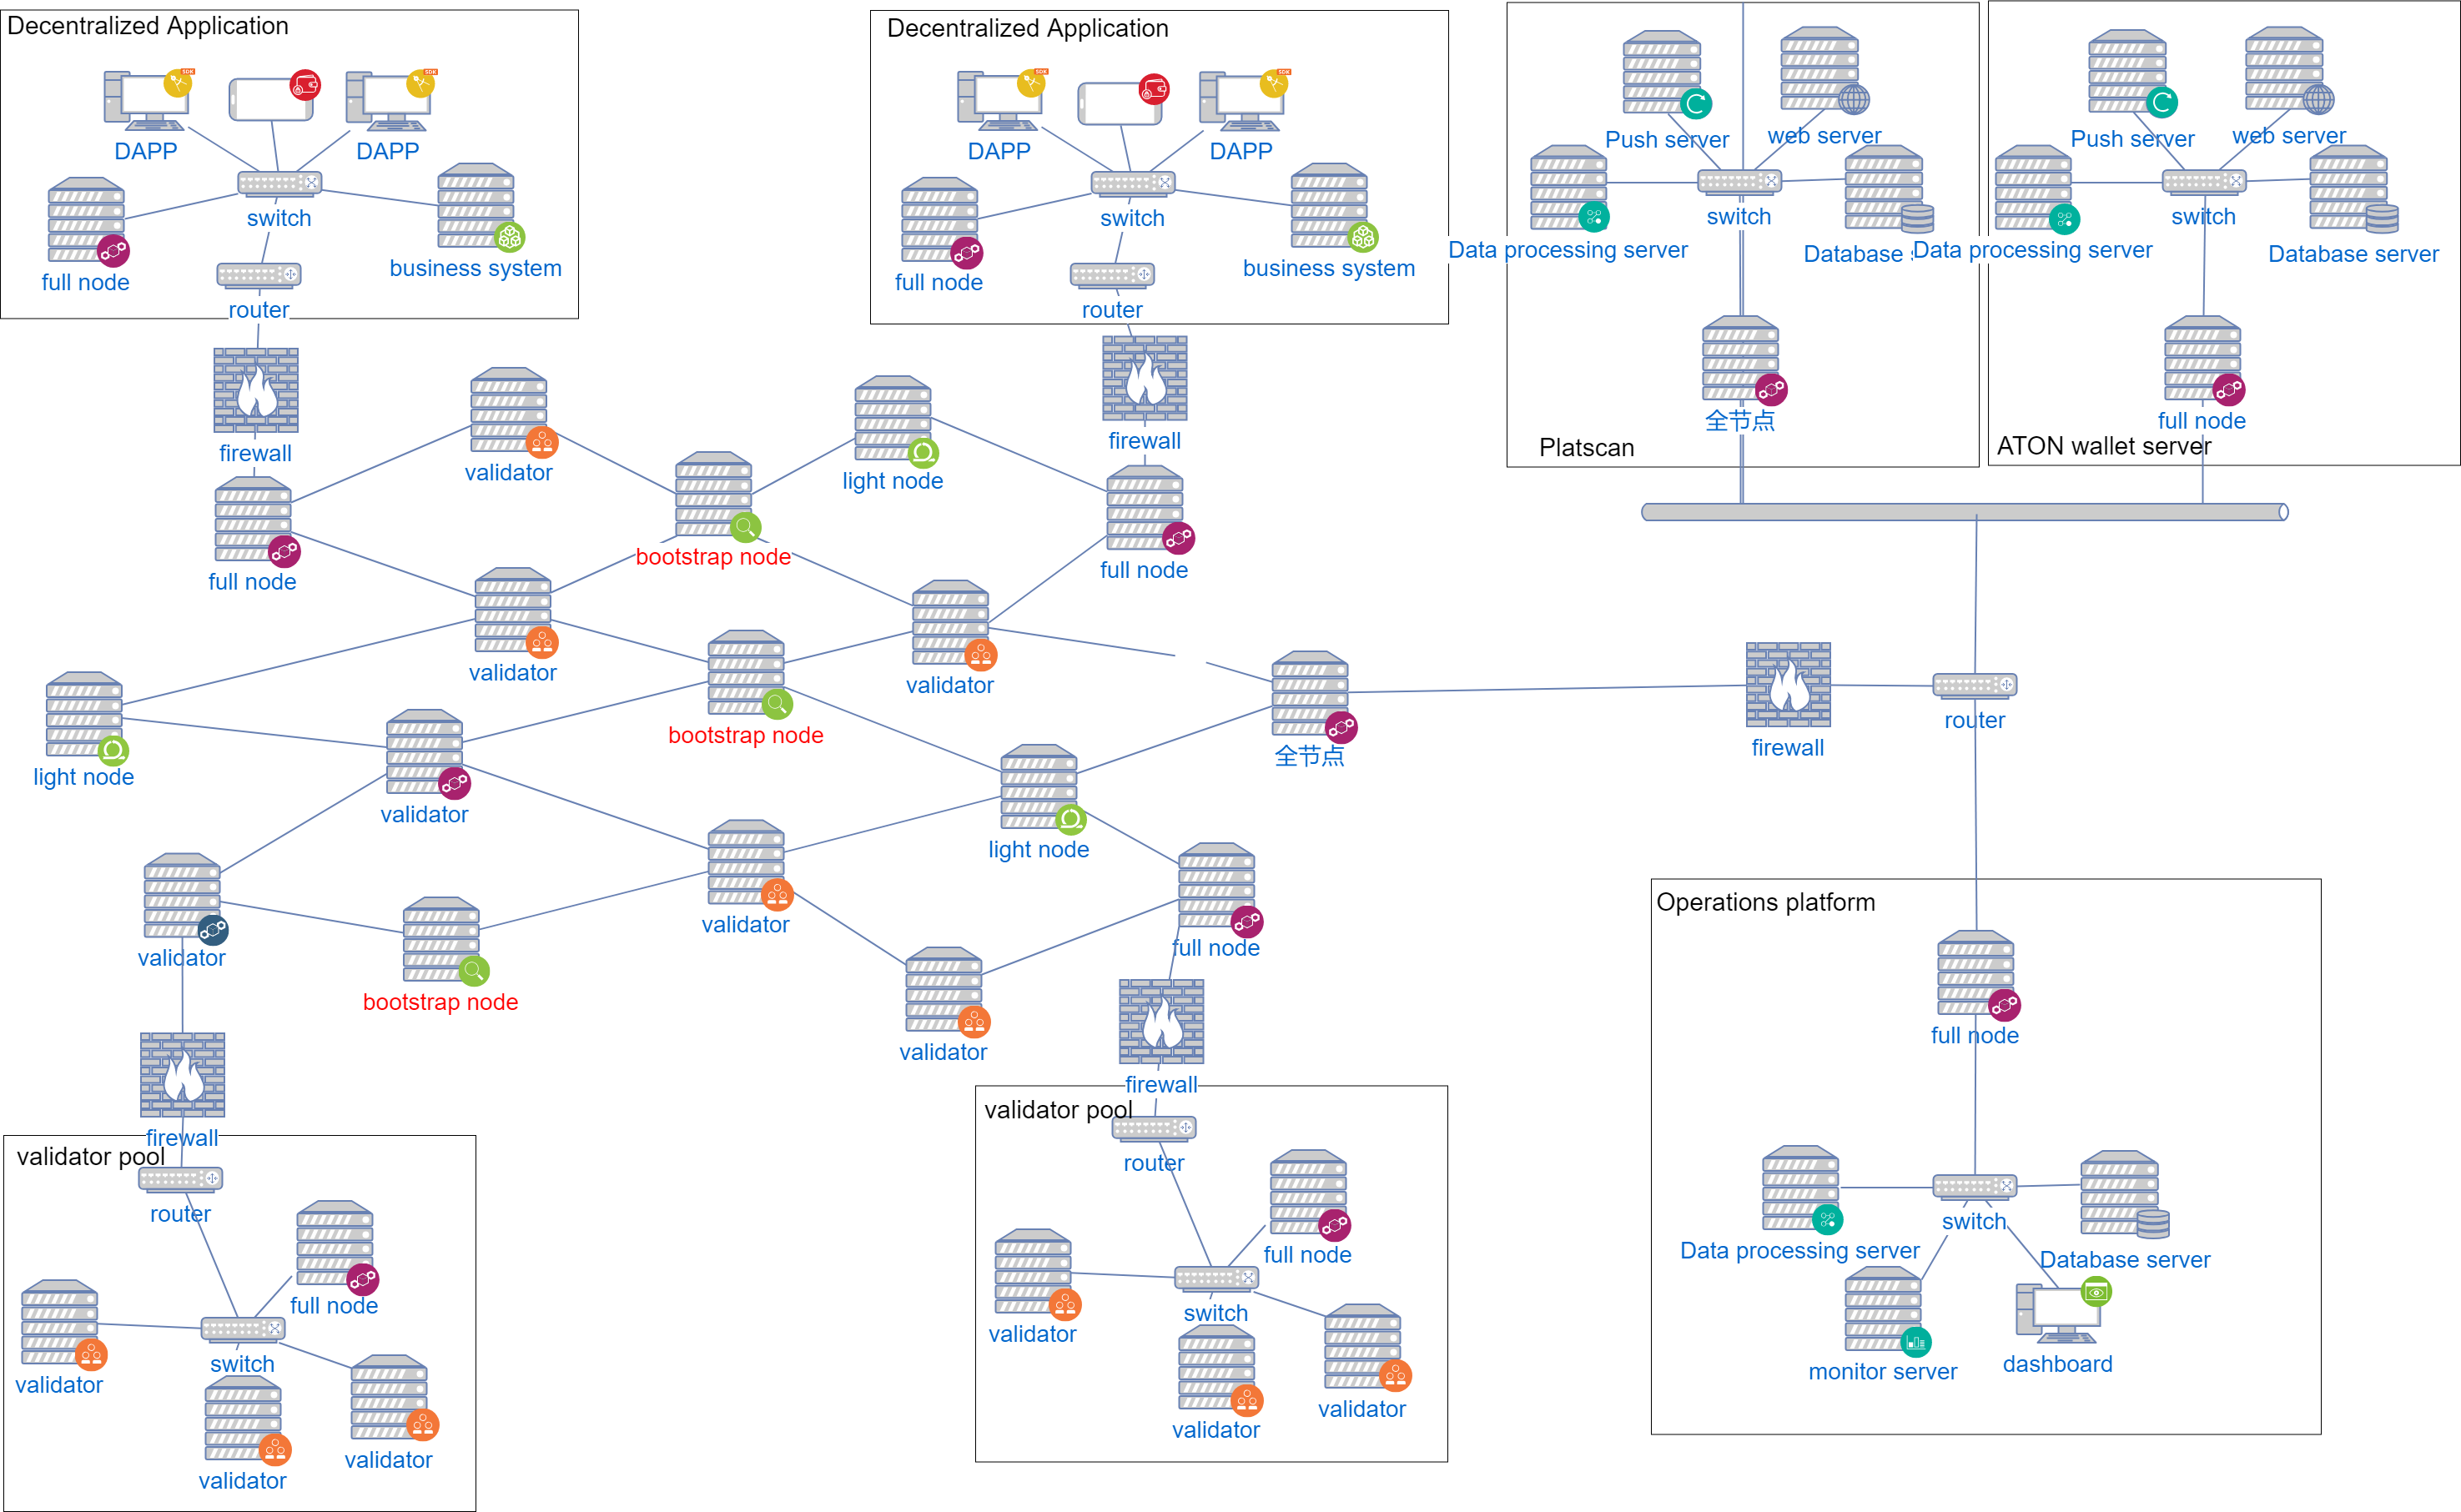 Decentralized Application
DAPP
DAPP
switch
full node
business system
router
Decentralized Application
DAPP
DAPP
switch
full node
business system
router
Push server
web server
switch
Data processing server
Database s
全节点
Platscan
Push server
web server
switch
Data processing server
Database server
full node
ATON wallet server
firewall
full node
validator
bootstrap node
light node
firewall
full node
validator
validator
bootstrap node
light node
validator
全节点
light node
validator
validator
bootstrap node
validator
full node
firewall
router
firewall
validator pool
router
full node
validator
switch
validator
validator
firewall
validator pool
router
full node
validator
switch
validator
validator
Operations platform
full node
switch
Data processing server
Database server
monitor server
dashboard
SDK
SDK
SDK
SDK